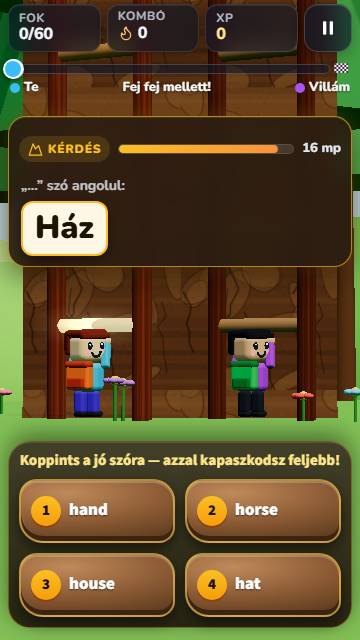 FOK
0/60
KOMBÓ
0
XP
0
Te
Fej fej mellett!
Villám
KÉRDÉS
16 mp
„…” szó angolul:
Ház
Koppints a jó szóra — azzal kapaszkodsz feljebb!
1 hand
2 horse
3 house
4 hat